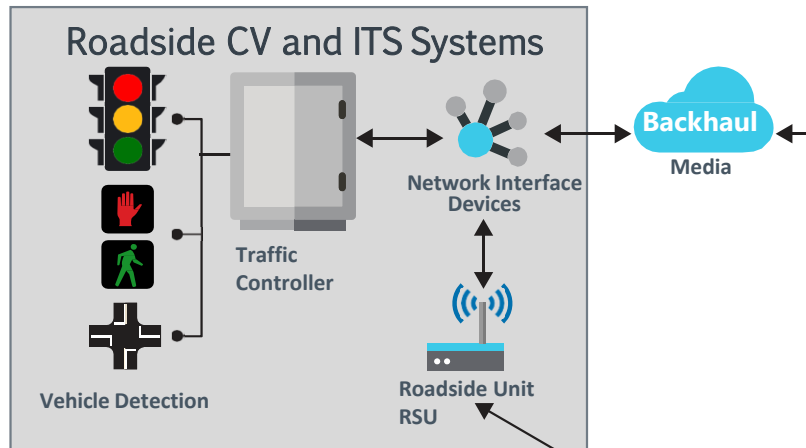 Roadside CV and ITS Systems
Backhaul
Media
Network Interface
Devices
Traffic
Controller
Roadside Unit
RSU
Vehicle Detection